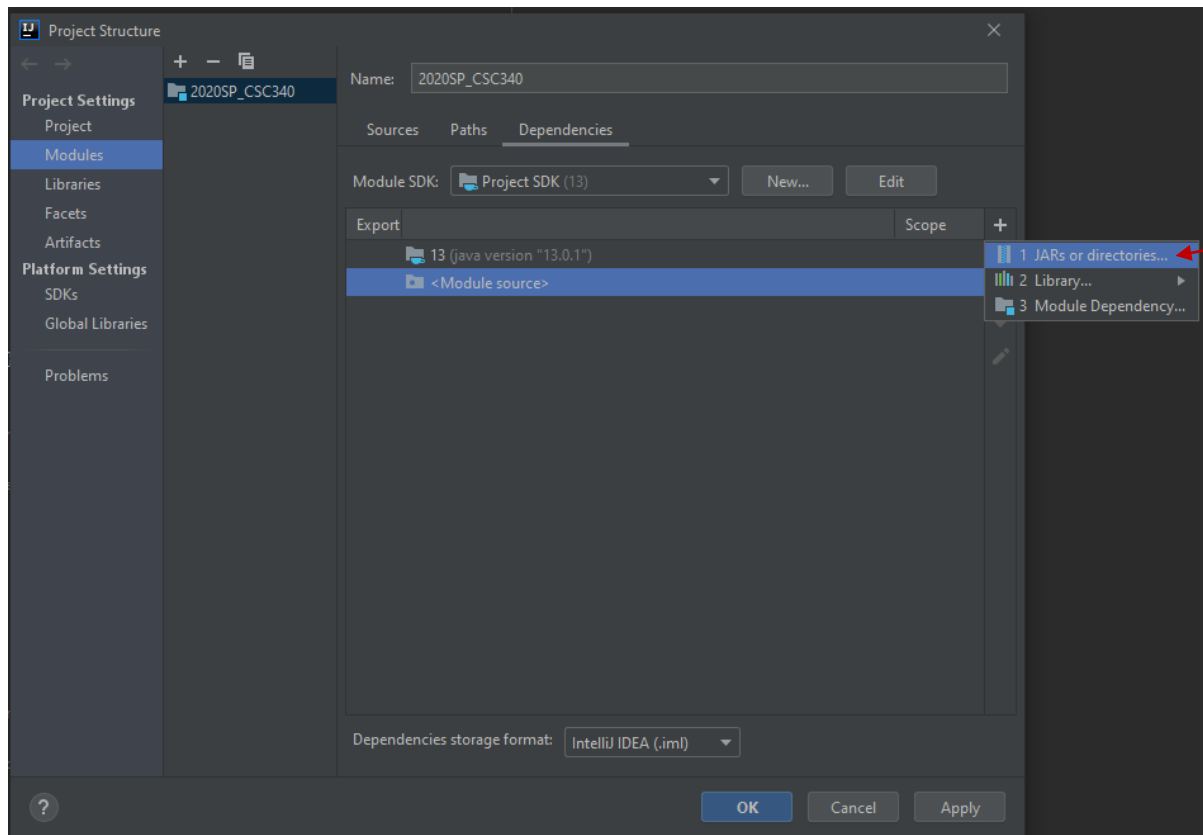 Project Structure
Project Settings
Project
Modules
Libraries
Facets
Artifacts
Platform Settings
SDKs
Global Libraries
Problems
2020SP_CSC340
Name: 2020SP_CSC340
Sources Paths Dependencies
Module SDK: Project SDK (13) New... Edit
Export Scope
13 (java version "13.0.1")
<Module source>
1 JARs or directories...
2 Library...
3 Module Dependency...
Dependencies storage format: IntelliJ IDEA (.iml)
? OK Cancel Apply